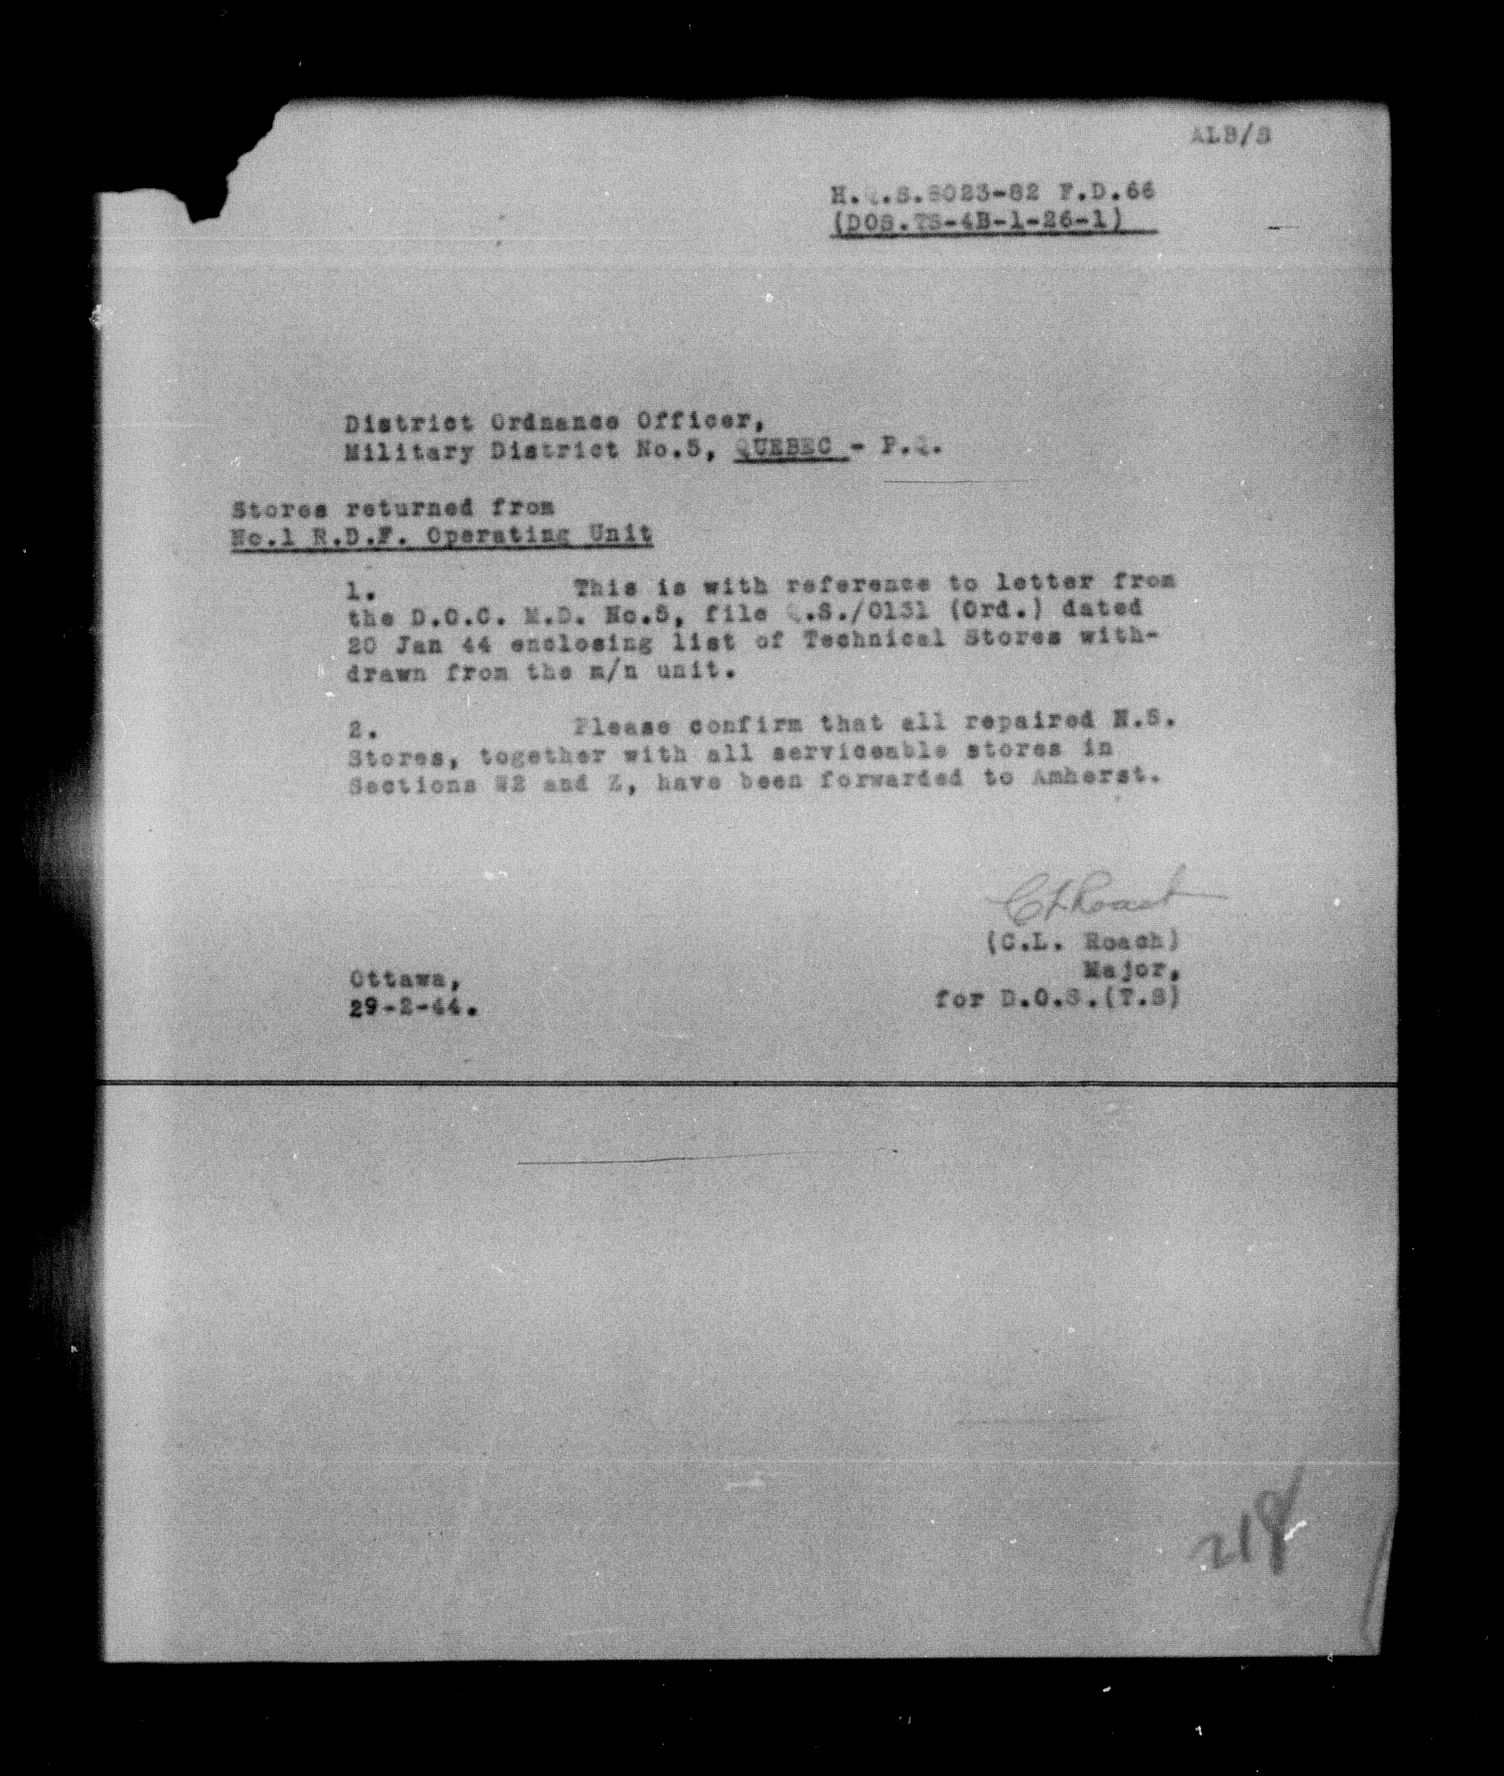 ALB/S
H.Q.S.8023-82 F.D.66
(DOS.TS-4B-1-26-1)
District Ordnance Officer,
Military District No.5, QUEBEC - P.Q.
Stores returned from
No.1 R.D.F. Operating Unit
1. This is with reference to letter from
the D.O.C. M.D. No.5, file Q.S./0131 (Ord.) dated
20 Jan 44 enclosing list of Technical Stores with-
drawn from the m/n unit.
2. Please confirm that all repaired N.S.
Stores, together with all serviceable stores in
Sections W2 and Z, have been forwarded to Amherst.
C L Roach
(C.L. Roach)
Major,
for D.O.S.(T.S)
Ottawa,
29-2-44.
218